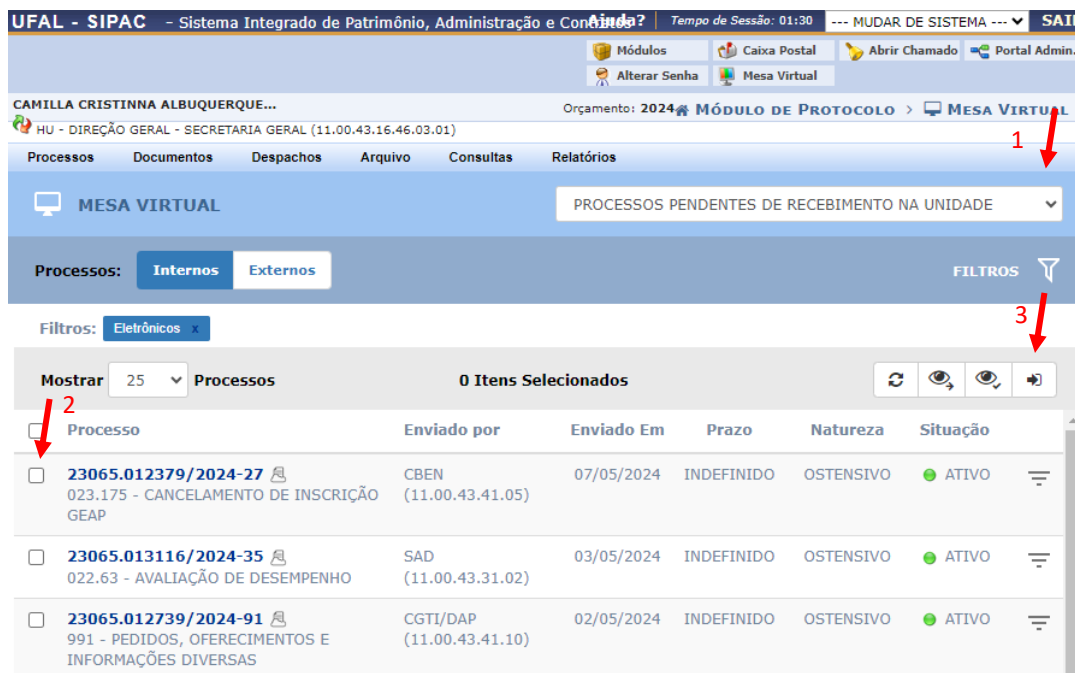 UFAL - SIPAC - Sistema Integrado de Patrimônio, Administração e Contratos Ajuda? Tempo de Sessão: 01:30 --- MUDAR DE SISTEMA --- SAI
Módulos Caixa Postal Abrir Chamado Portal Admin.
Alterar Senha Mesa Virtual
CAMILLA CRISTINNA ALBUQUERQUE... Orçamento: 2024 MÓDULO DE PROTOCOLO > MESA VIRTUAL
HU - DIREÇÃO GERAL - SECRETARIA GERAL (11.00.43.16.46.03.01)
1
Processos Documentos Despachos Arquivo Consultas Relatórios
MESA VIRTUAL PROCESSOS PENDENTES DE RECEBIMENTO NA UNIDADE
Processos: Internos Externos FILTROS
3
Filtros: Eletrônicos x
Mostrar 25 Processos 0 Itens Selecionados
2
Processo Enviado por Enviado Em Prazo Natureza Situação
23065.012379/2024-27 CBEN 07/05/2024 INDEFINIDO OSTENSIVO ATIVO
023.175 - CANCELAMENTO DE INSCRIÇÃO (11.00.43.41.05)
GEAP
23065.013116/2024-35 SAD 03/05/2024 INDEFINIDO OSTENSIVO ATIVO
022.63 - AVALIAÇÃO DE DESEMPENHO (11.00.43.31.02)
23065.012739/2024-91 CGTI/DAP 02/05/2024 INDEFINIDO OSTENSIVO ATIVO
991 - PEDIDOS, OFERECIMENTOS E (11.00.43.41.10)
INFORMAÇÕES DIVERSAS